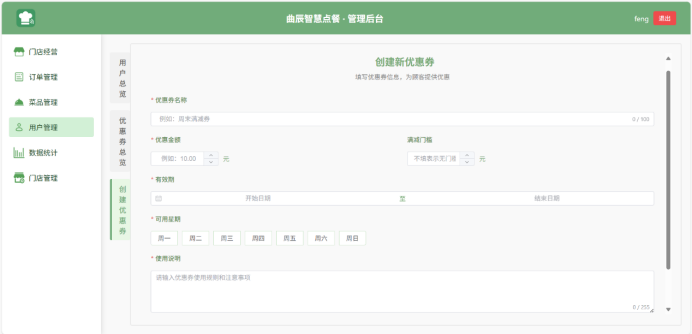 曲辰智慧点餐 · 管理后台
feng
退出
门店经营
订单管理
菜品管理
用户管理
数据统计
门店管理
用户总览
优惠券总览
创建优惠券
创建新优惠券
填写优惠券信息，为顾客提供优惠
* 优惠券名称
例如：周末满减券
0 / 100
* 优惠金额
满减门槛
例如：10.00
元
不填表示无门槛
元
* 有效期
开始日期
至
结束日期
* 可用星期
周一
周二
周三
周四
周五
周六
周日
* 使用说明
请输入优惠券使用规则和注意事项
0 / 255